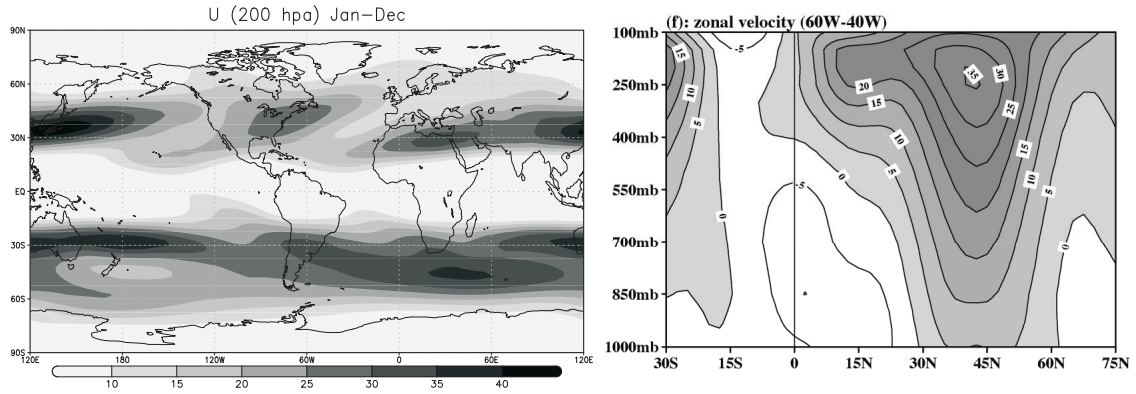 U (200 hpa) Jan-Dec
90N
60N
30N
EQ
30S
60S
90S
120E 180 120W 60W 0 60E 120E
10 15 20 25 30 35 40
(f): zonal velocity (60W-40W)
100mb
250mb
400mb
550mb
700mb
850mb
1000mb
30S 15S 0 15N 30N 45N 60N 75N
15
10
5
0
-5
20
15
10
5
0
-5
35
30
25
15
10
5
0